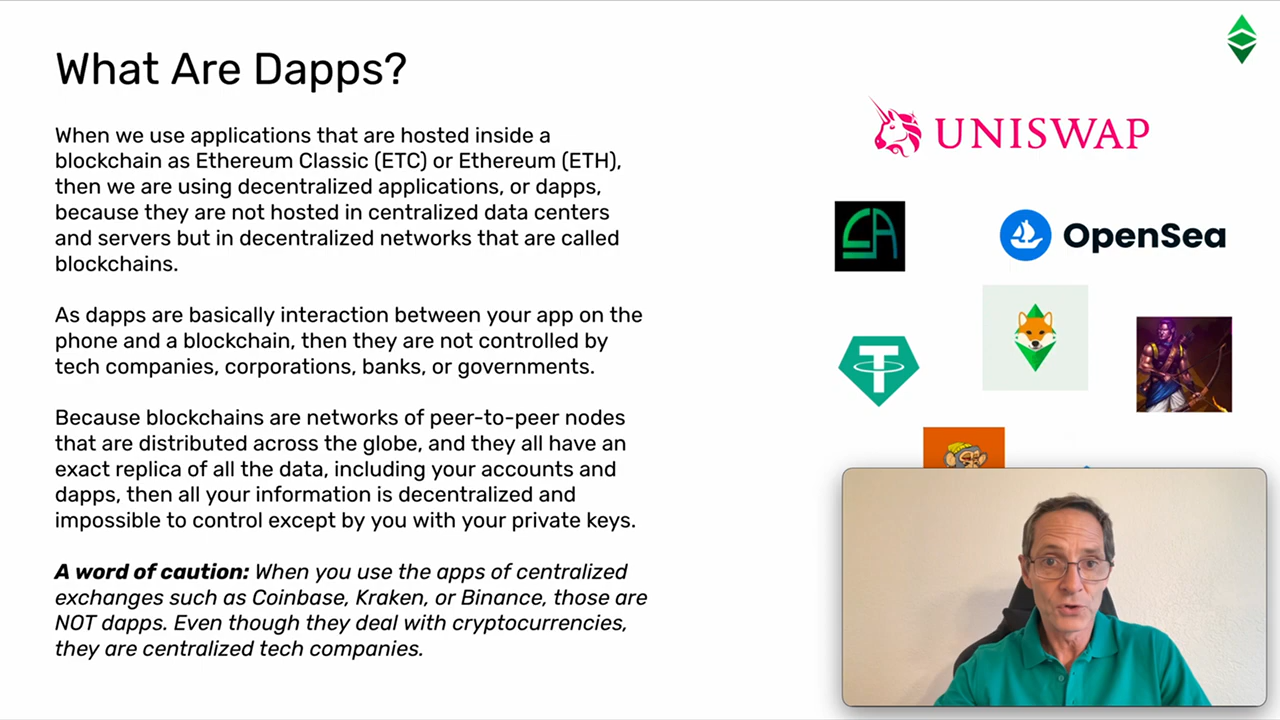 What Are Dapps?
When we use applications that are hosted inside a
blockchain as Ethereum Classic (ETC) or Ethereum (ETH),
then we are using decentralized applications, or dapps,
because they are not hosted in centralized data centers
and servers but in decentralized networks that are called
blockchains.
As dapps are basically interaction between your app on the
phone and a blockchain, then they are not controlled by
tech companies, corporations, banks, or governments.
Because blockchains are networks of peer-to-peer nodes
that are distributed across the globe, and they all have an
exact replica of all the data, including your accounts and
dapps, then all your information is decentralized and
impossible to control except by you with your private keys.
A word of caution: When you use the apps of centralized
exchanges such as Coinbase, Kraken, or Binance, those are
NOT dapps. Even though they deal with cryptocurrencies,
they are centralized tech companies.
UNISWAP
OpenSea